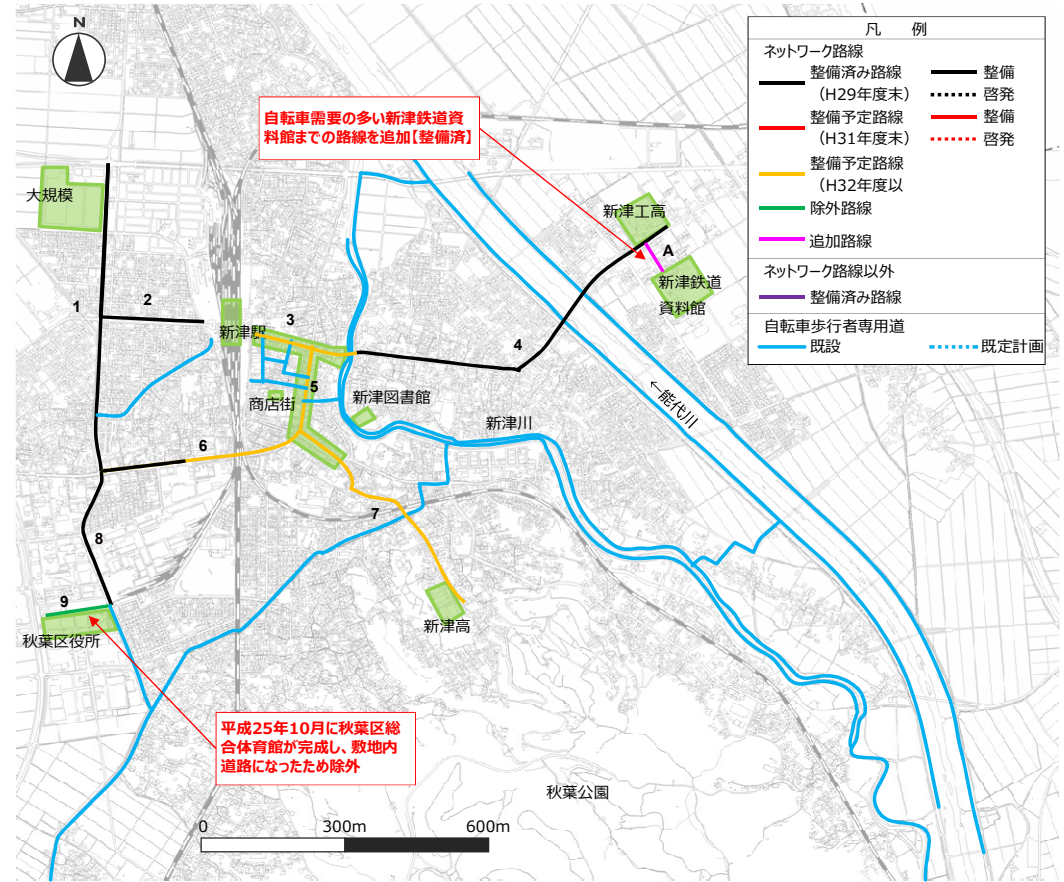 N
凡 例
ネットワーク路線
整備済み路線
（H29年度末）
整備
啓発
整備予定路線
（H31年度末）
整備
啓発
整備予定路線
（H32年度以
除外路線
追加路線
ネットワーク路線以外
整備済み路線
自転車歩行者専用道
既設
既定計画
自転車需要の多い新津鉄道資
料館までの路線を追加【整備済】
大規模
新津工高
A
新津鉄道
資料館
1
2
新津駅
3
4
5
商店街
新津図書館
←能代川
新津川
6
7
8
9
秋葉区役所
新津高
平成25年10月に秋葉区総
合体育館が完成し、敷地内
道路になったため除外
秋葉公園
0
300m
600m